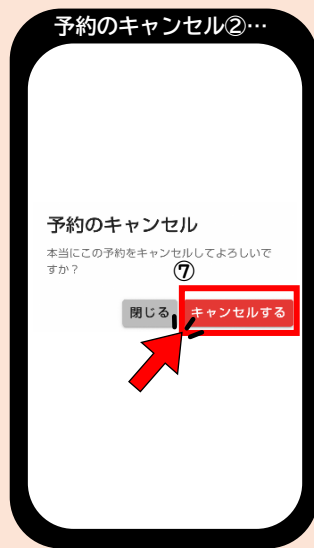 予約のキャンセル②…
予約のキャンセル
本当にこの予約をキャンセルしてよろしいで
すか？
⑦
閉じる
キャンセルする